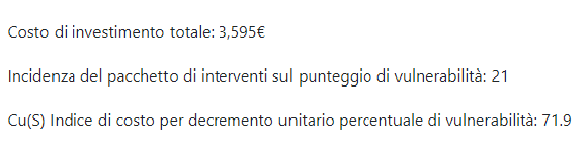 Costo di investimento totale: 3,595€
Incidenza del pacchetto di interventi sul punteggio di vulnerabilità: 21
Cu(S) Indice di costo per decremento unitario percentuale di vulnerabilità: 71.9